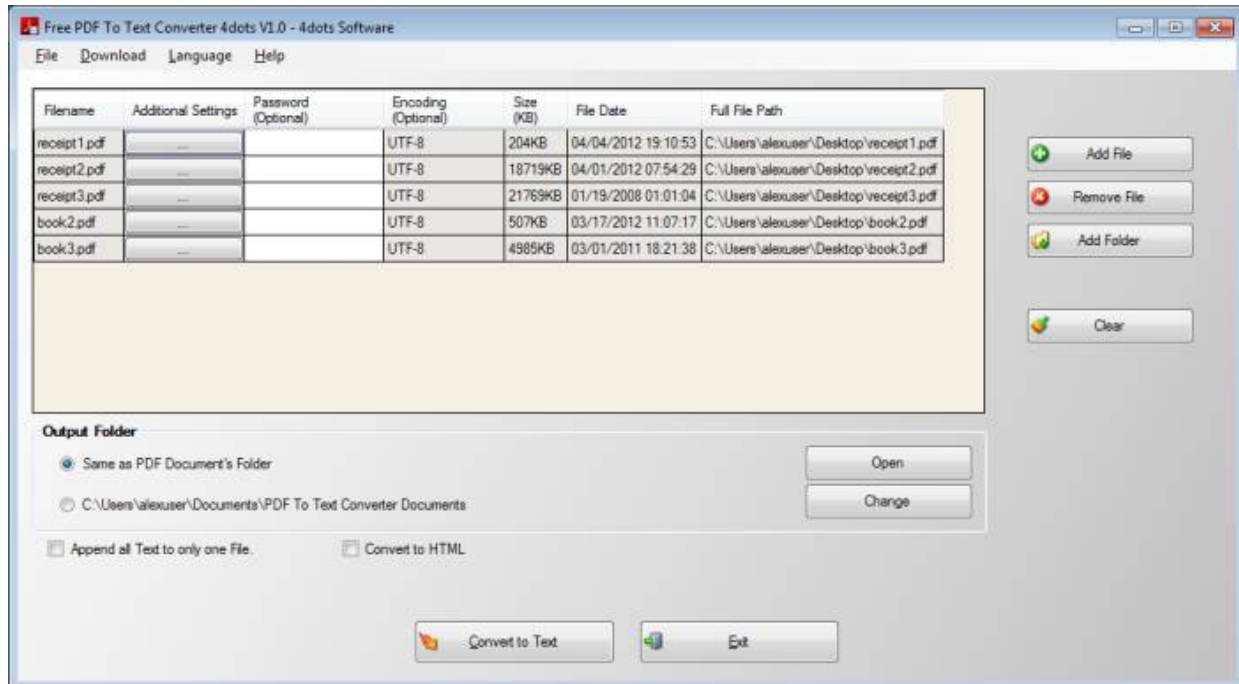 Free PDF To Text Converter 4dots V1.0 - 4dots Software
File Download Language Help
Filename Additional Settings Password (Optional) Encoding (Optional) Size (KB) File Date Full File Path
receipt1.pdf ... UTF-8 204KB 04/04/2012 19:10:53 C:\Users\alexuser\Desktop\receipt1.pdf
receipt2.pdf ... UTF-8 18719KB 04/01/2012 07:54:29 C:\Users\alexuser\Desktop\receipt2.pdf
receipt3.pdf ... UTF-8 21769KB 01/19/2008 01:01:04 C:\Users\alexuser\Desktop\receipt3.pdf
book2.pdf ... UTF-8 507KB 03/17/2012 11:07:17 C:\Users\alexuser\Desktop\book2.pdf
book3.pdf ... UTF-8 4985KB 03/01/2011 18:21:38 C:\Users\alexuser\Desktop\book3.pdf
Add File
Remove File
Add Folder
Clear
Output Folder
Same as PDF Document's Folder
Open
C:\Users\alexuser\Documents\PDF To Text Converter Documents
Change
Append all Text to only one File.
Convert to HTML
Convert to Text
Exit